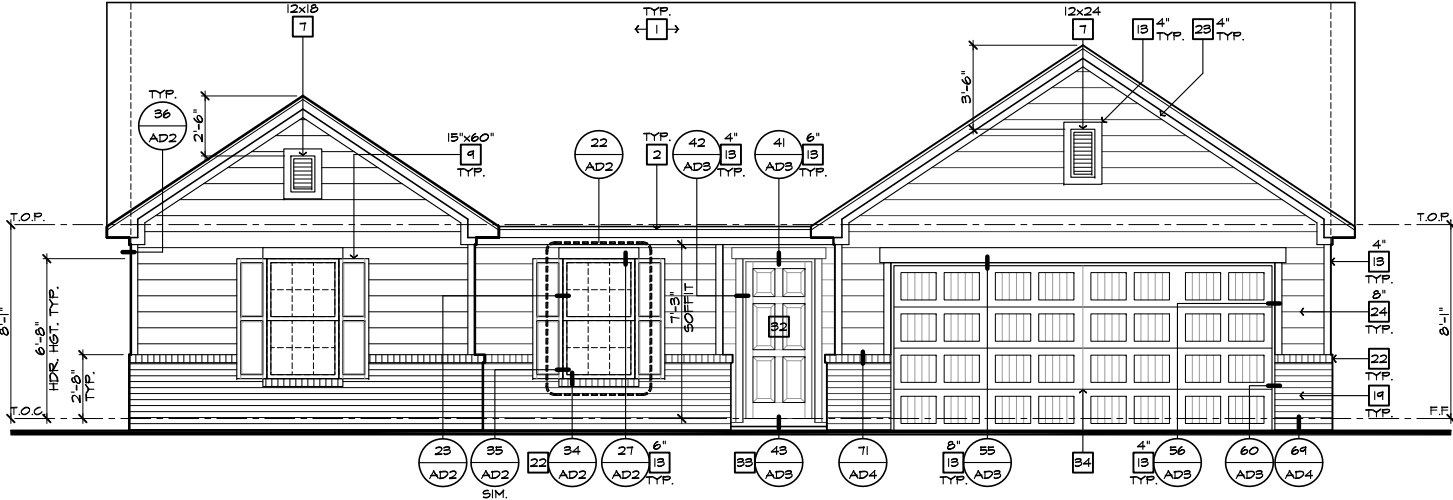 12x18
7
TYP.
1
12x24
7
13 4"
TYP.
23 4"
TYP.
TYP.
36
AD2
2'-6"
15"x60"
9
TYP.
22
AD2
TYP.
2
42
AD3
4"
13
TYP.
41
AD3
6"
13
TYP.
3'-6"
T.O.P.
T.O.P.
8'-1"
6'-8"
HDR. HGT. TYP.
2'-8"
TYP.
7'-3"
SOFFIT
32
4"
13
TYP.
8"
24
TYP.
8'-1"
22
TYP.
19
TYP.
T.O.C.
F.F.
23
AD2
35
AD2
SIM.
22
34
AD2
27
AD2
6"
13
TYP.
33
43
AD3
71
AD4
8"
13
TYP.
55
AD3
34
4"
13
TYP.
56
AD3
60
AD3
69
AD4